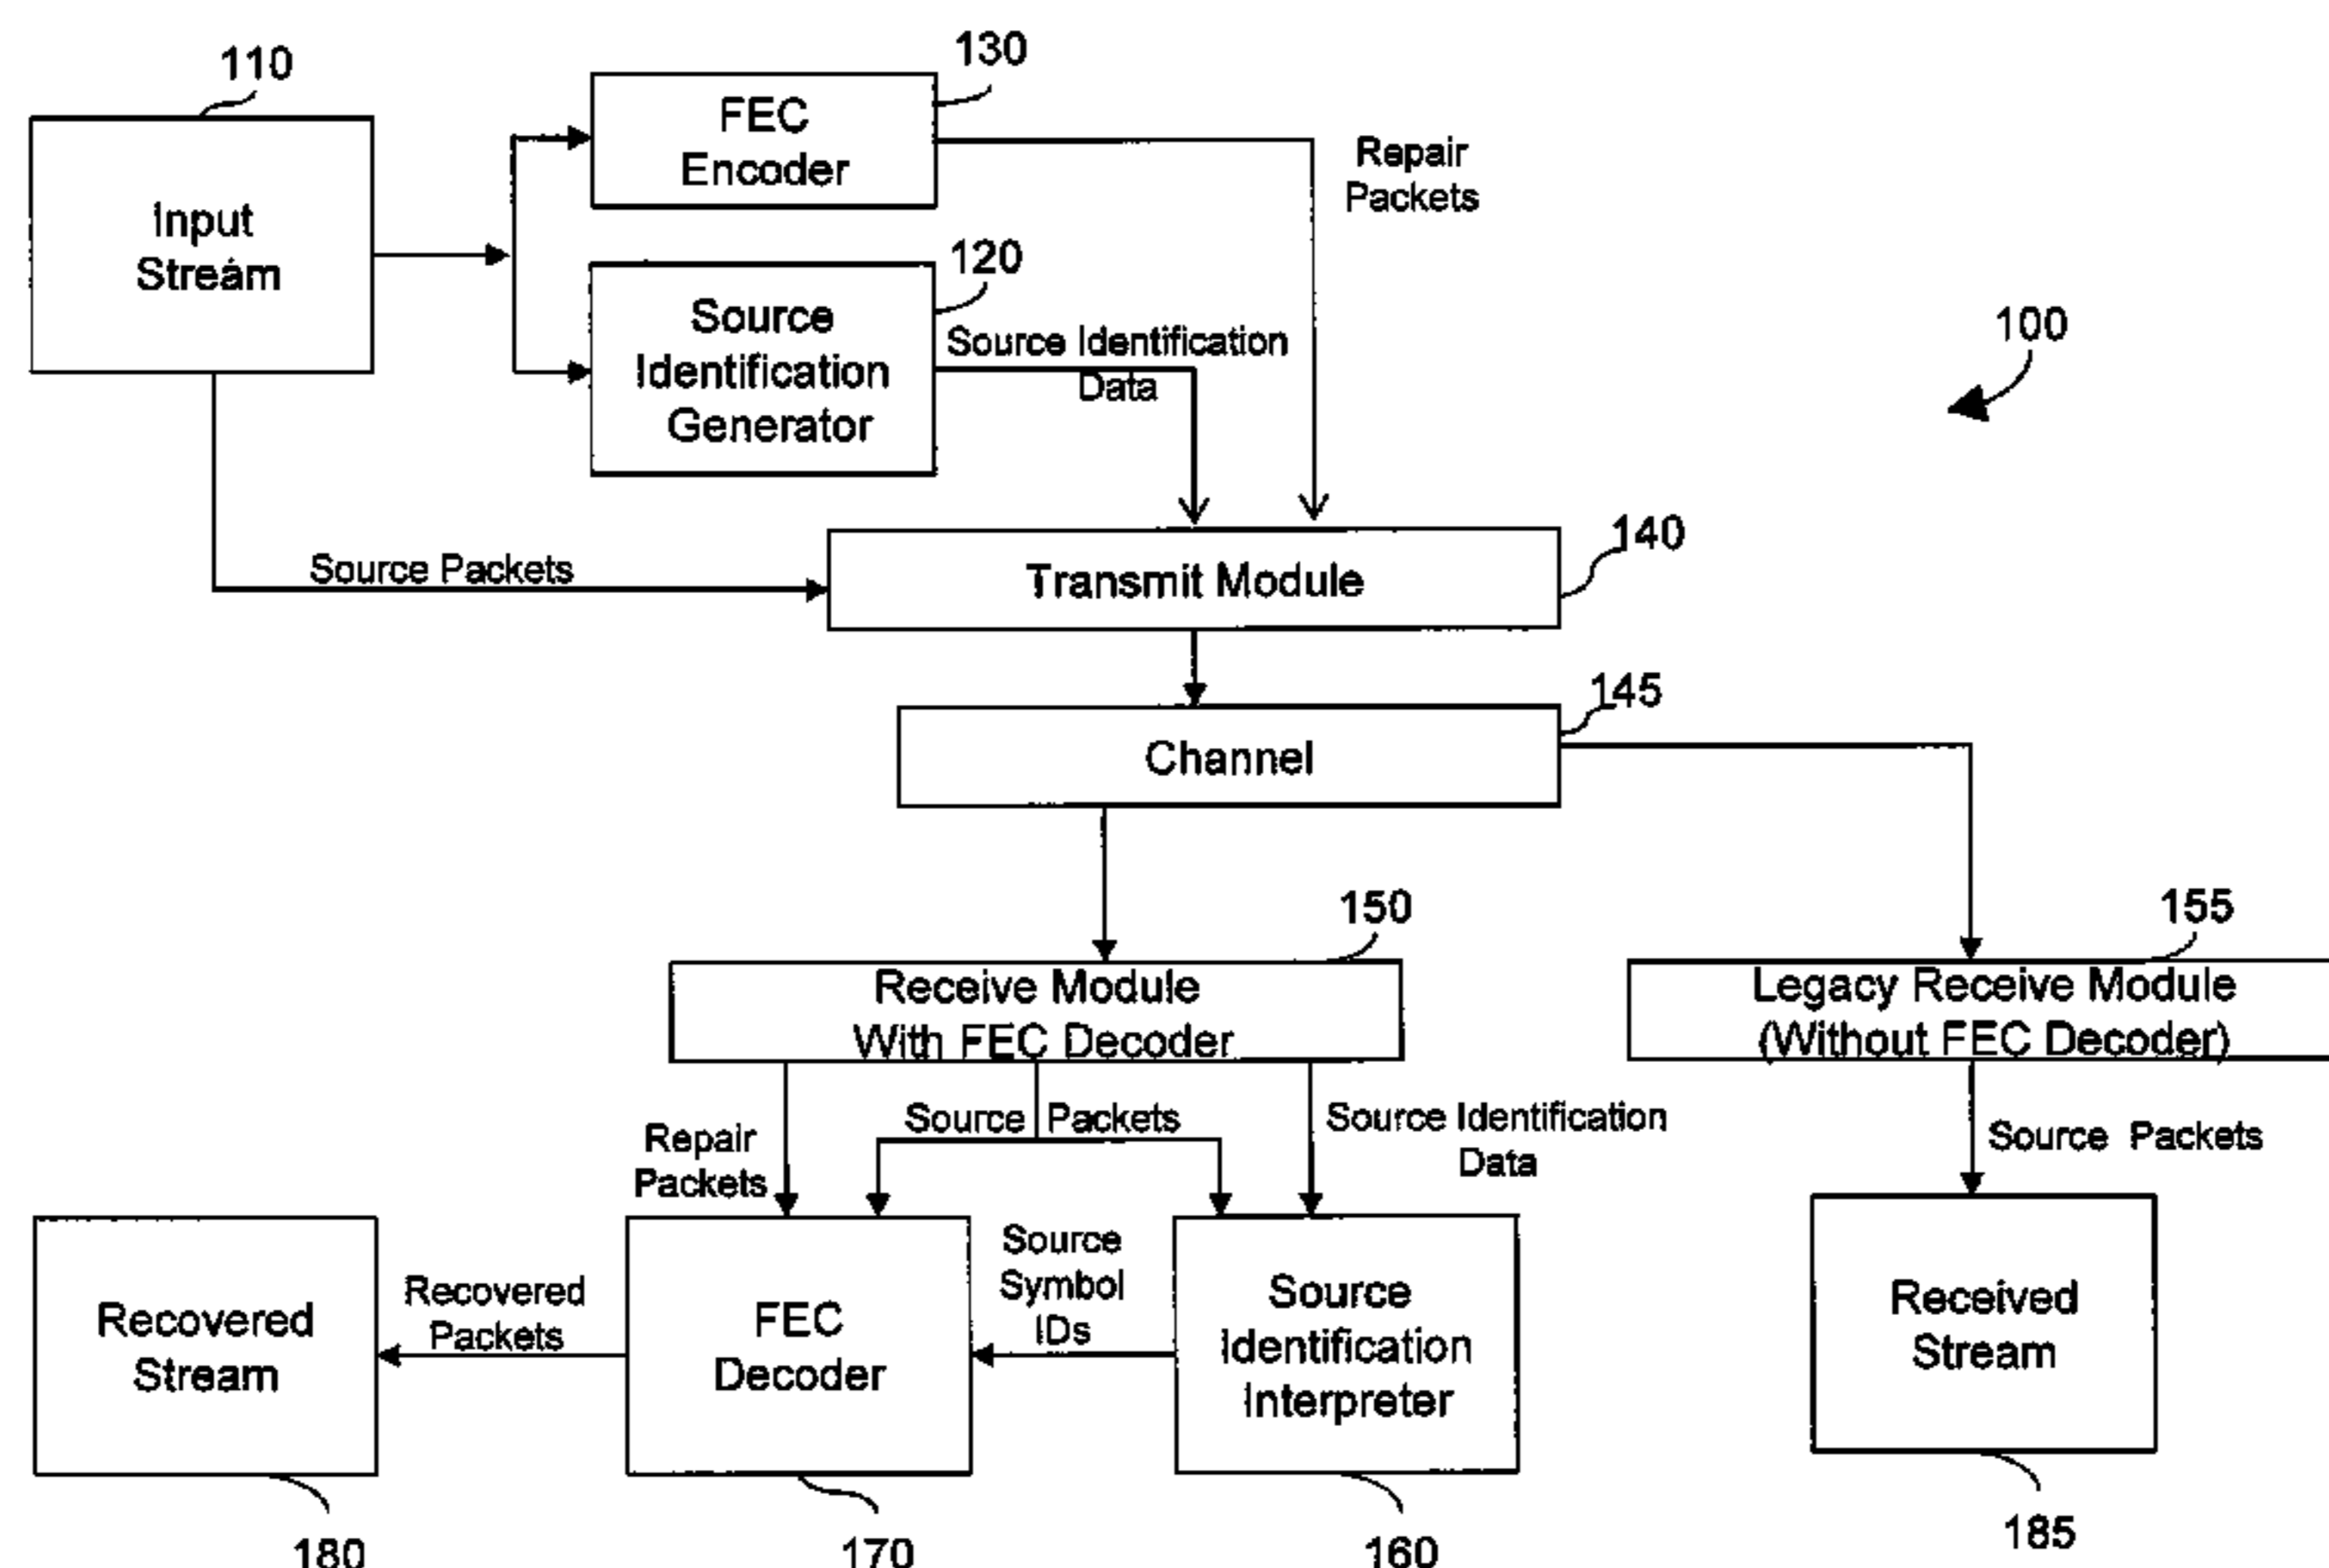 110
130
FEC
Encoder
Repair
Packets
Input
Stream
120
Source
Identification
Generator
Source Identification
Data
100
Source Packets
140
Transmit Module
145
Channel
150
155
Receive Module
With FEC Decoder
Legacy Receive Module
(Without FEC Decoder)
Repair
Packets
Source Packets
Source Identification
Data
Source Packets
Recovered
Stream
Recovered
Packets
FEC
Decoder
Source
Symbol
IDs
Source
Identification
Interpreter
Received
Stream
180
170
160
185